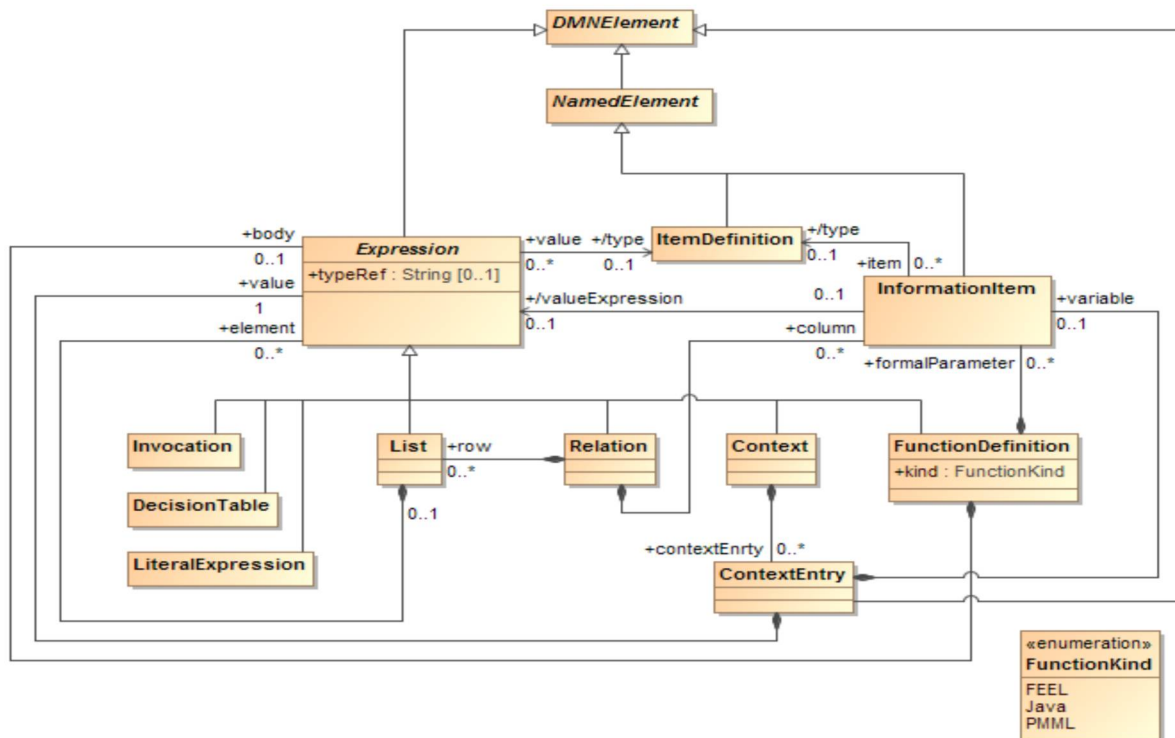 DMNElement
NamedElement
+body
0..1
+value
1
+element
0..*
Expression
+typeRef : String [0..1]
+value
0..*
+/type
0..1
ItemDefinition
+/type
0..1
+item
0..*
InformationItem
+/valueExpression
0..1
0..1
+column
0..*
+variable
0..1
+formalParameter
0..*
Invocation
DecisionTable
LiteralExpression
List
+row
0..*
0..1
Relation
Context
FunctionDefinition
+kind : FunctionKind
+contextEnrty
0..*
ContextEntry
«enumeration»
FunctionKind
FEEL
Java
PMML